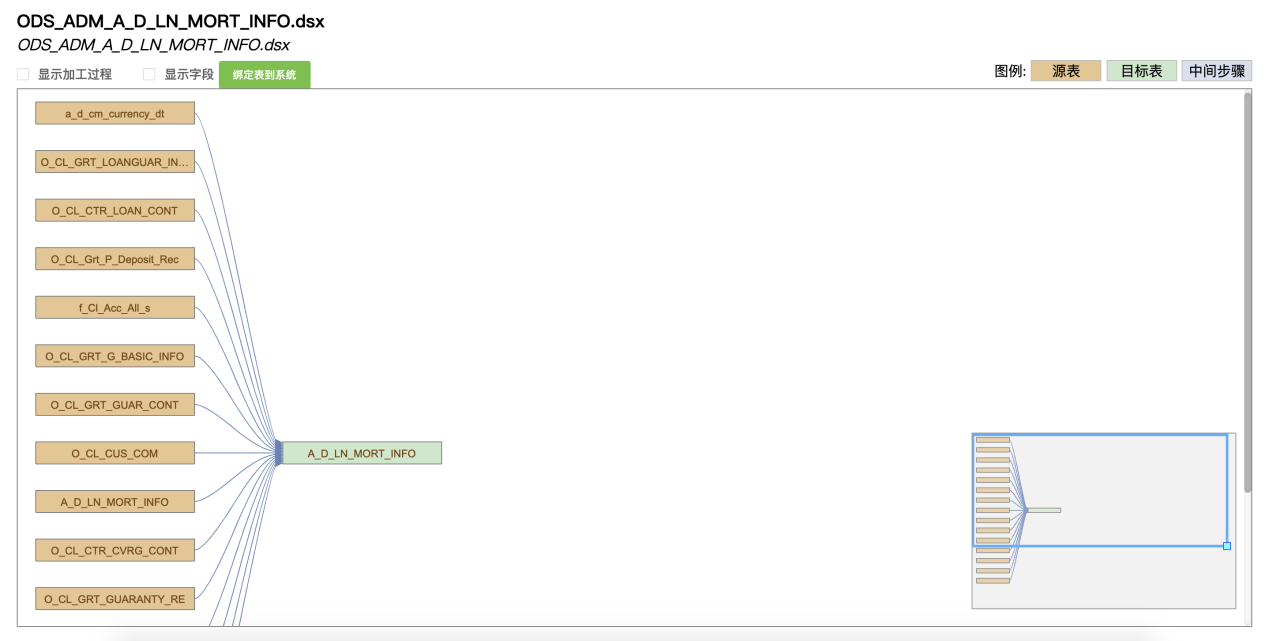 ODS_ADM_A_D_LN_MORT_INFO.dsx
ODS_ADM_A_D_LN_MORT_INFO.dsx
显示加工过程 显示字段 绑定表到系统 图例: 源表 目标表 中间步骤
a_d_cm_currency_dt
O_CL_GRT_LOANGUAR_IN...
O_CL_CTR_LOAN_CONT
O_CL_Grt_P_Deposit_Rec
f_Cl_Acc_All_s
O_CL_GRT_G_BASIC_INFO
O_CL_GRT_GUAR_CONT
O_CL_CUS_COM A_D_LN_MORT_INFO
A_D_LN_MORT_INFO
O_CL_CTR_CVRG_CONT
O_CL_GRT_GUARANTY_RE